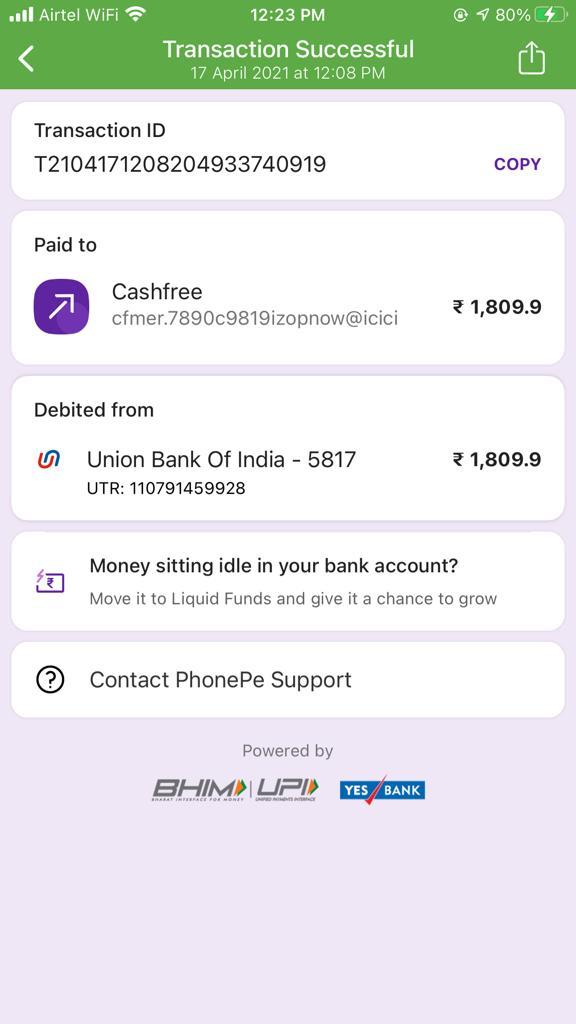 Airtel WiFi 12:23 PM 80%
Transaction Successful
17 April 2021 at 12:08 PM
Transaction ID
T2104171208204933740919 COPY
Paid to
Cashfree ₹ 1,809.9
cfmer.7890c9819izopnow@icici
Debited from
Union Bank Of India - 5817 ₹ 1,809.9
UTR: 110791459928
Money sitting idle in your bank account?
Move it to Liquid Funds and give it a chance to grow
Contact PhonePe Support
Powered by
BHIM UPI YES BANK
BHARAT INTERFACE FOR MONEY UNIFIED PAYMENTS INTERFACE